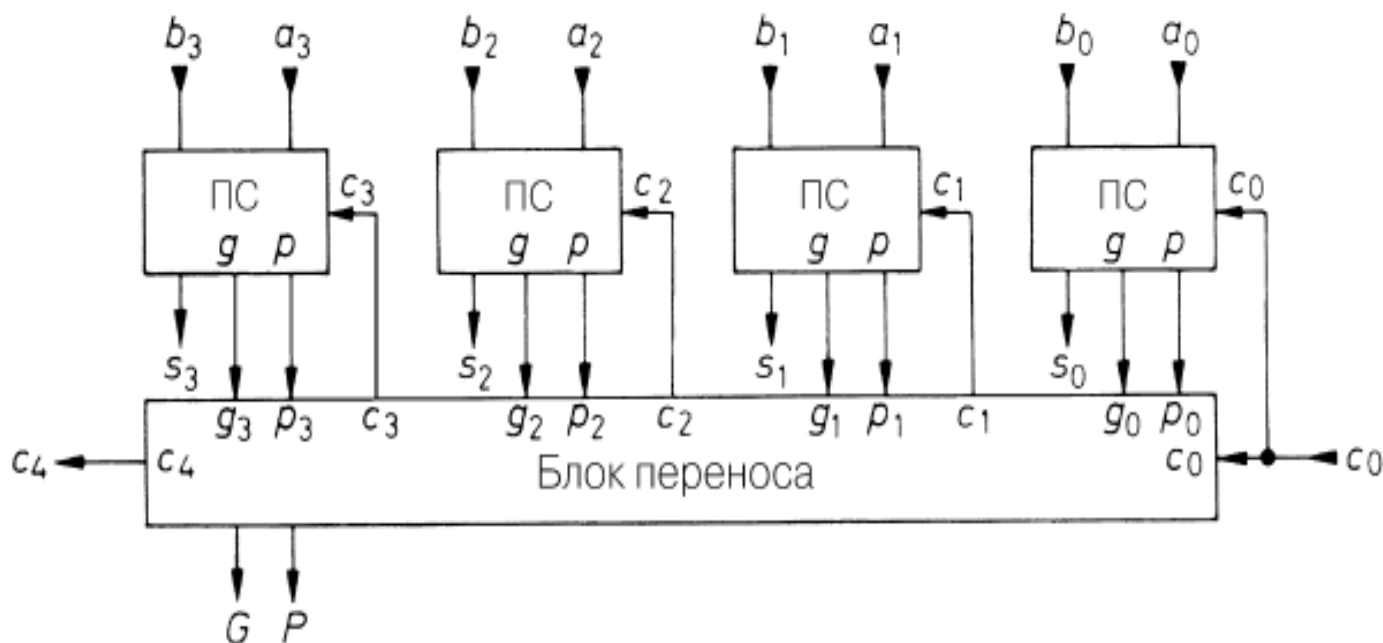 b₃ a₃ b₂ a₂ b₁ a₁ b₀ a₀
ПС c₃ ПС c₂ ПС c₁ ПС c₀
g p g p g p g p
s₃ s₂ s₁ s₀
g₃ p₃ c₃ g₂ p₂ c₂ g₁ p₁ c₁ g₀ p₀
c₄ c₄ Блок переноса c₀ c₀
G P